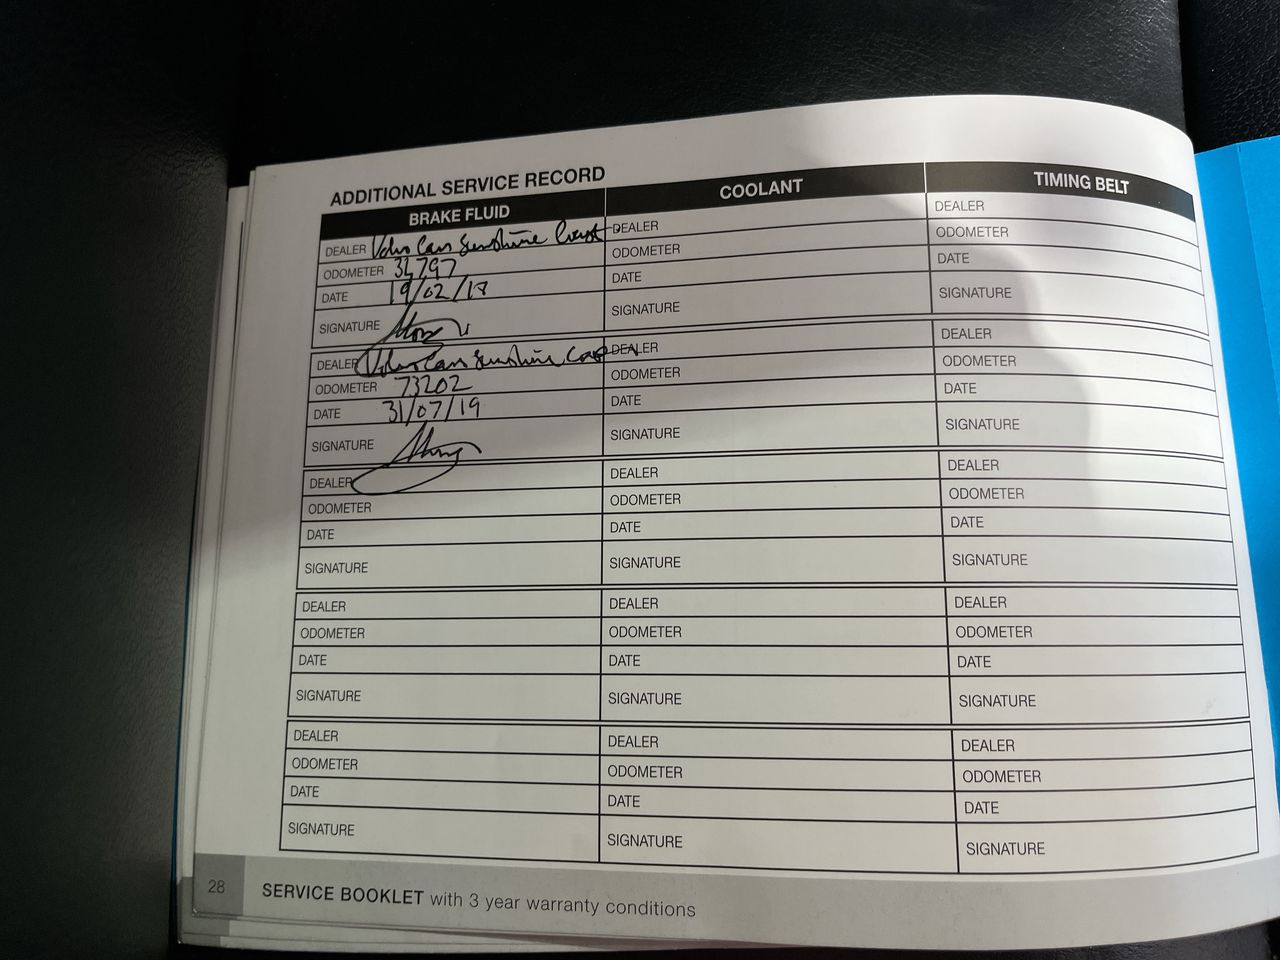 ADDITIONAL SERVICE RECORD
BRAKE FLUID COOLANT TIMING BELT
DEALER Volvo Cars Sunshine Coast DEALER DEALER
ODOMETER 34797 ODOMETER ODOMETER
DATE 19/02/18 DATE DATE
SIGNATURE SIGNATURE SIGNATURE
DEALER Volvo Cars Sunshine Coast DEALER DEALER
ODOMETER 73202 ODOMETER ODOMETER
DATE 31/07/19 DATE DATE
SIGNATURE SIGNATURE SIGNATURE
DEALER DEALER DEALER
ODOMETER ODOMETER ODOMETER
DATE DATE DATE
SIGNATURE SIGNATURE SIGNATURE
DEALER DEALER DEALER
ODOMETER ODOMETER ODOMETER
DATE DATE DATE
SIGNATURE SIGNATURE SIGNATURE
DEALER DEALER DEALER
ODOMETER ODOMETER ODOMETER
DATE DATE DATE
SIGNATURE SIGNATURE SIGNATURE
28 SERVICE BOOKLET with 3 year warranty conditions